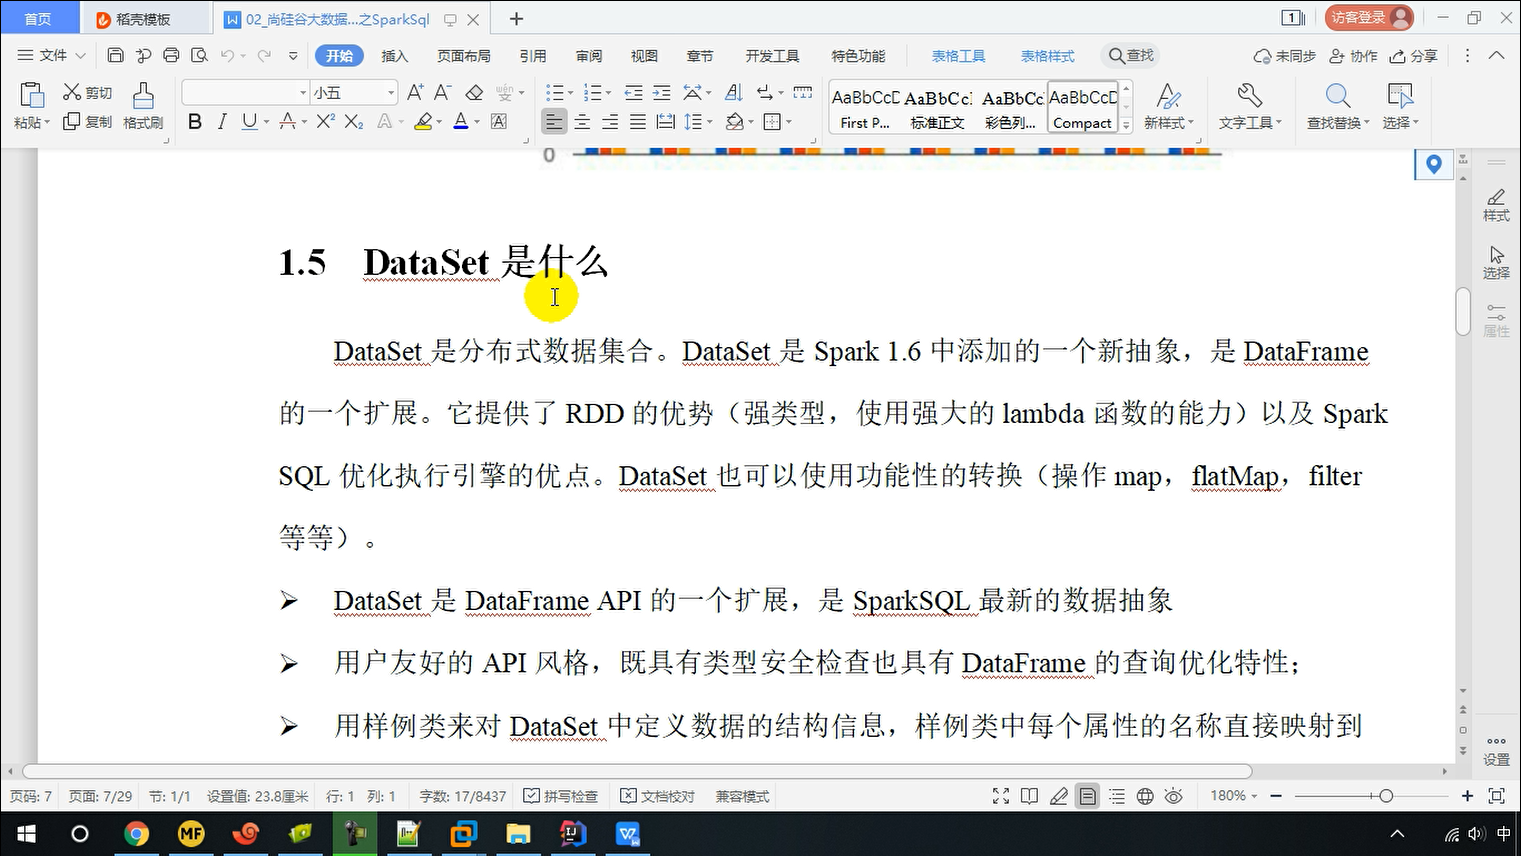 首页 稻壳模板 02_尚硅谷大数据...之SparkSql 1 访客登录
文件 开始 插入 页面布局 引用 审阅 视图 章节 开发工具 特色功能 表格工具 表格样式 查找 未同步 协作 分享
粘贴 剪切 复制 格式刷 小五 AaBbCcD AaBbCcI AaBbCc AaBbCcD 新样式 文字工具 查找替换 选择
First P... 标准正文 彩色列... Compact
0
1.5 DataSet 是什么
DataSet 是分布式数据集合。DataSet 是 Spark 1.6 中添加的一个新抽象，是 DataFrame
的一个扩展。它提供了 RDD 的优势（强类型，使用强大的 lambda 函数的能力）以及 Spark
SQL 优化执行引擎的优点。DataSet 也可以使用功能性的转换（操作 map，flatMap，filter
等等）。
➢ DataSet 是 DataFrame API 的一个扩展，是 SparkSQL 最新的数据抽象
➢ 用户友好的 API 风格，既具有类型安全检查也具有 DataFrame 的查询优化特性；
➢ 用样例类来对 DataSet 中定义数据的结构信息，样例类中每个属性的名称直接映射到
样式
选择
属性
设置
页码: 7 页面: 7/29 节: 1/1 设置值: 23.8厘米 行: 1 列: 1 字数: 17/8437 拼写检查 文档校对 兼容模式 180%
MF 中